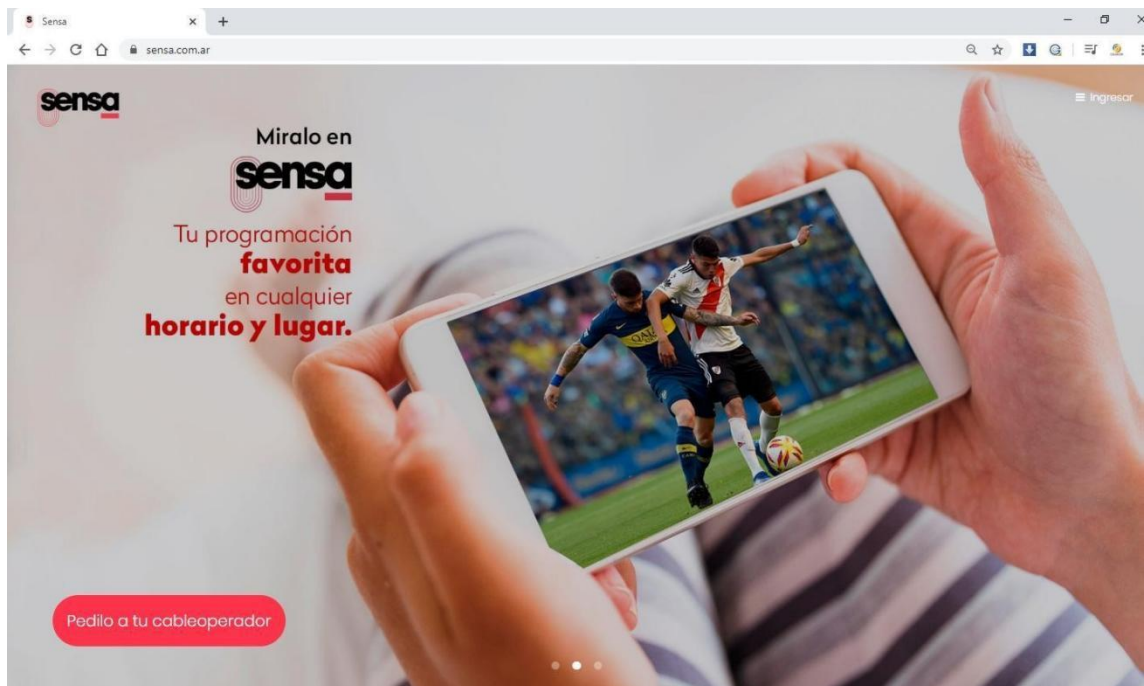 Sensa
sensa.com.ar
sensa
Ingresar
Miralo en
sensa
Tu programación
favorita
en cualquier
horario y lugar.
QATAR
Pedilo a tu cableoperador